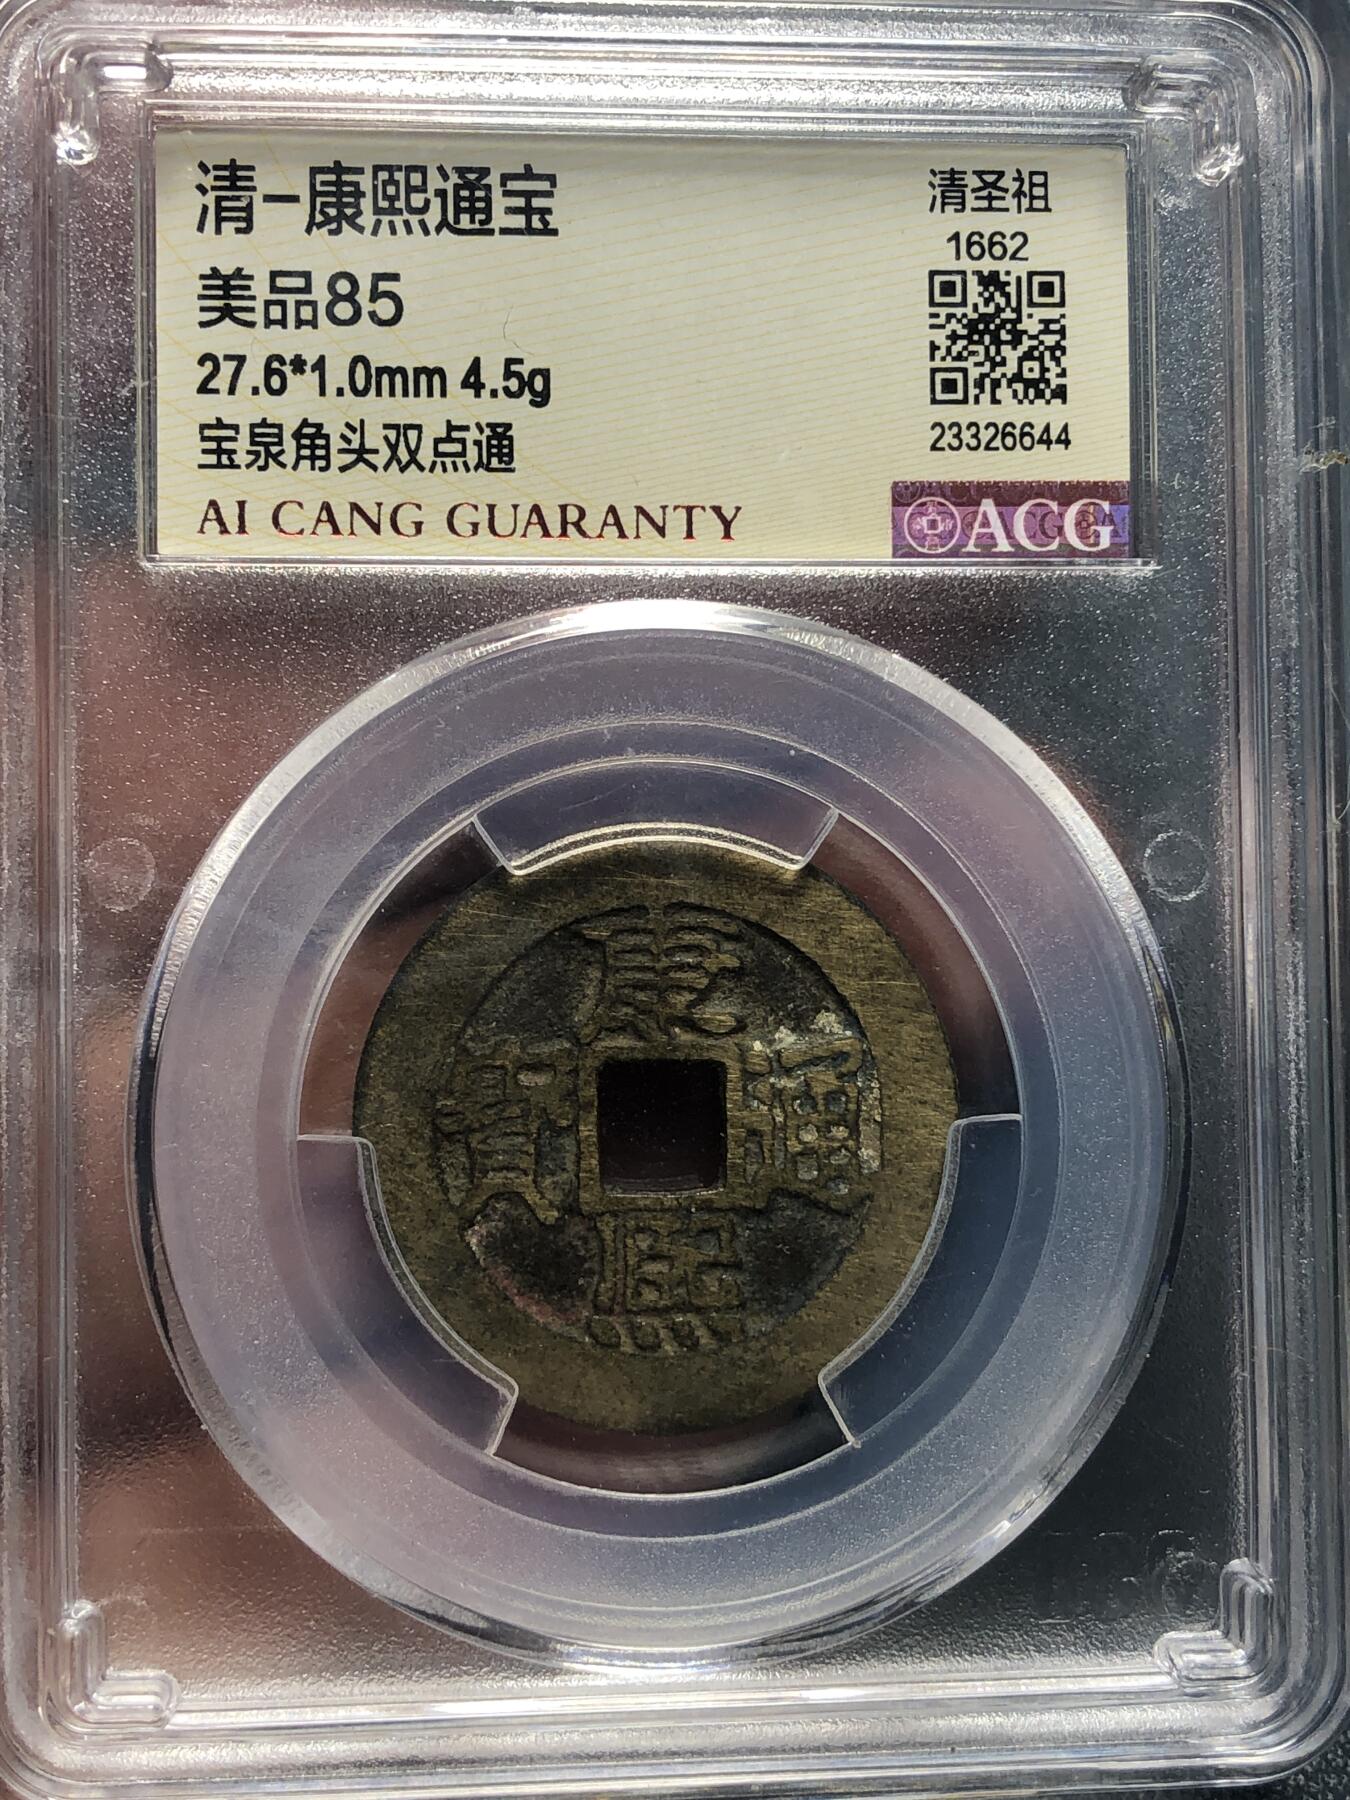 清-康熙通宝
美品85
27.6*1.0mm 4.5g
宝泉角头双点通
AI CANG GUARANTY
清圣祖
1662
23326644
ACG
康熙通寶